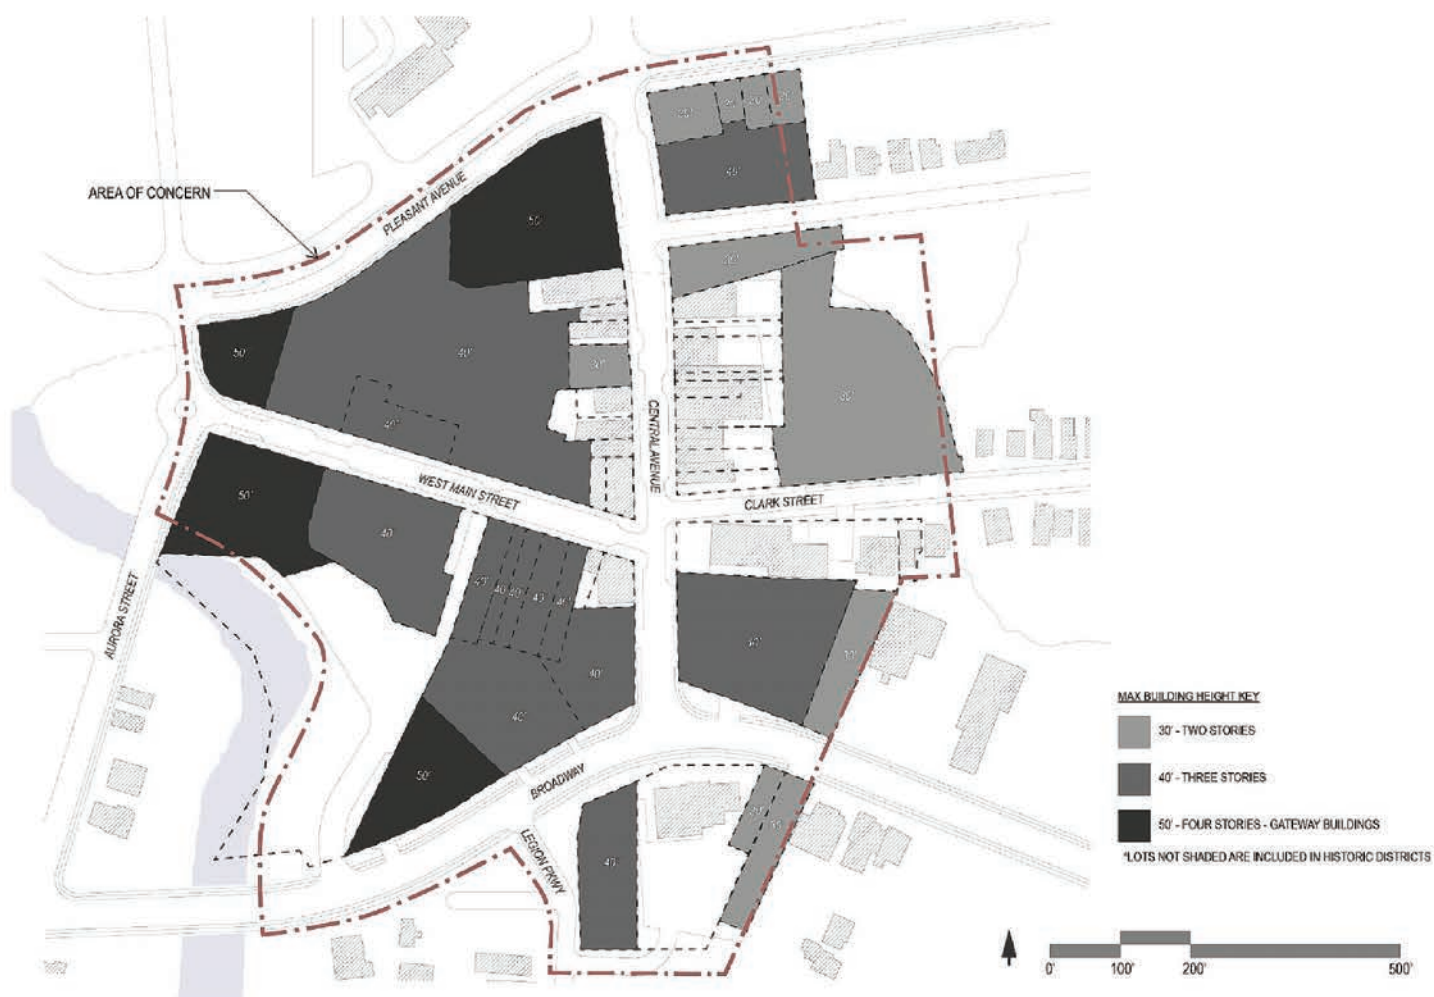 AREA OF CONCERN
PLEASANT AVENUE
50'
40'
50'
40'
30'
40'
30'
30'
CENTRAL AVENUE
WEST MAIN STREET
CLARK STREET
50'
40'
40'
40'
40'
40'
40'
40'
40'
50'
40'
30'
AURORA STREET
BROADWAY
LEGION PKWY
40'
MAX BUILDING HEIGHT KEY
30' - TWO STORIES
40' - THREE STORIES
50' - FOUR STORIES - GATEWAY BUILDINGS
*LOTS NOT SHADED ARE INCLUDED IN HISTORIC DISTRICTS
0' 100' 200' 500'